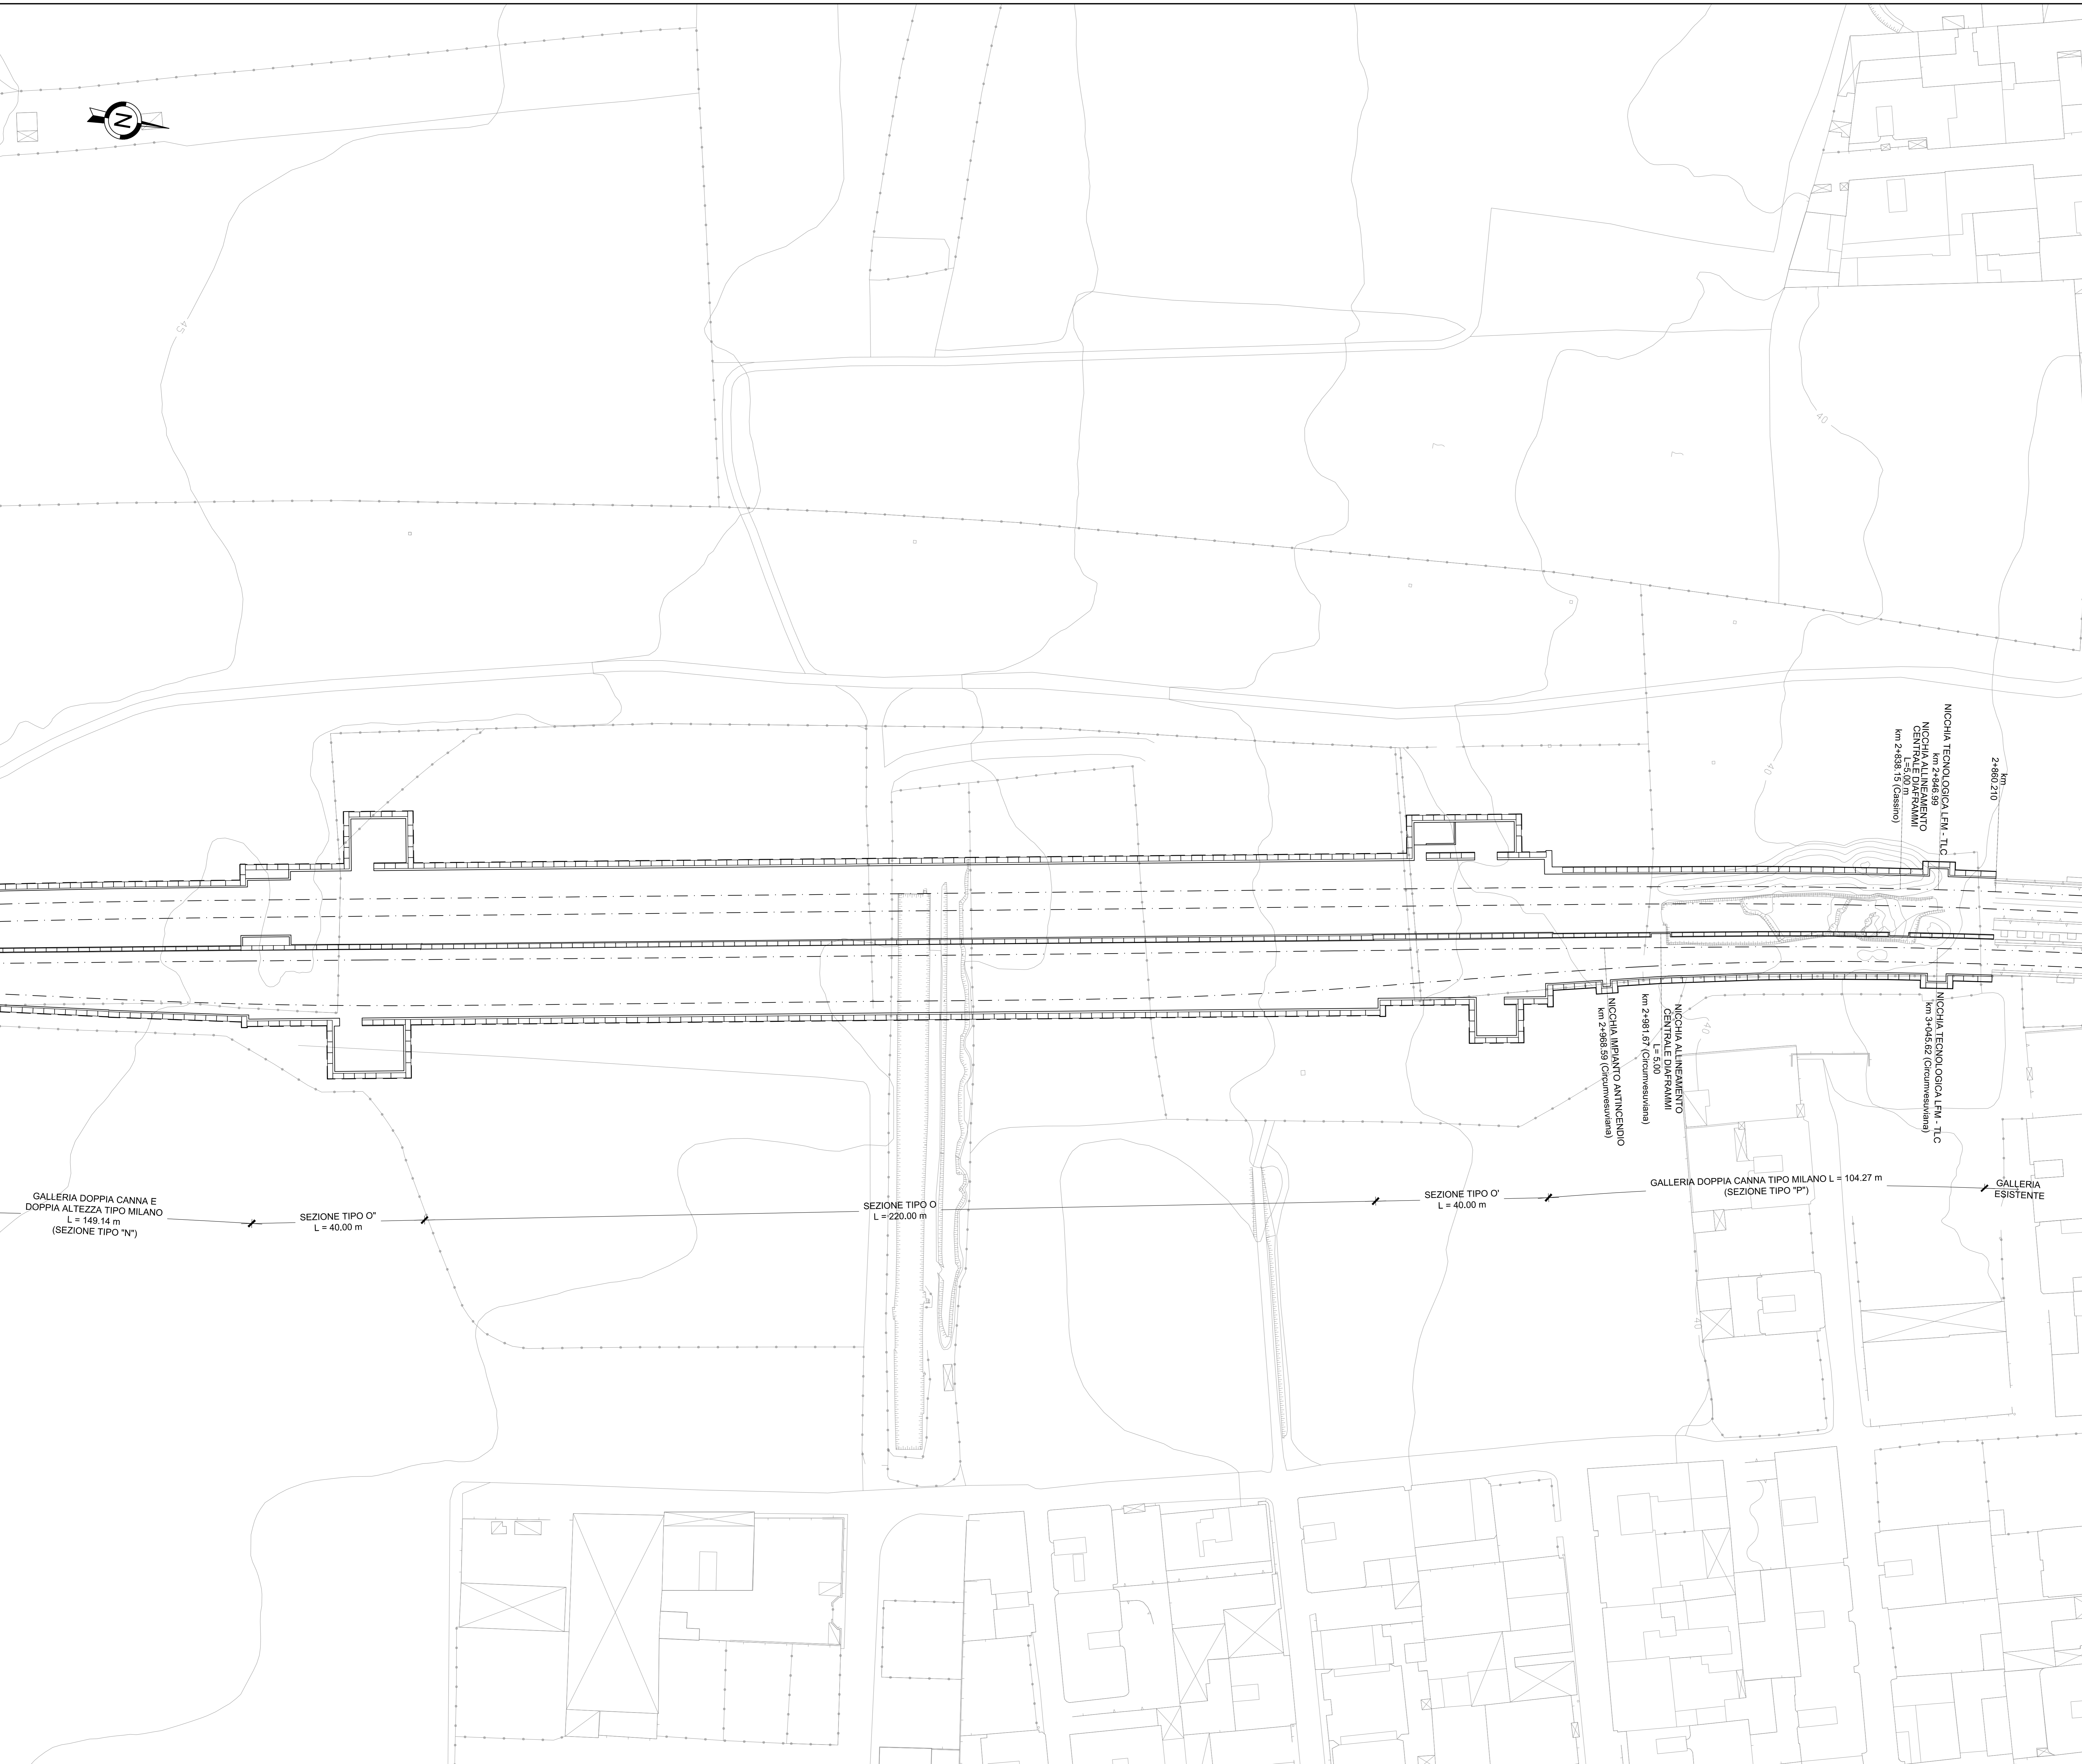 N
45
40
40
NICCHIA TECNOLOGICA LFM - TLC
km 2+846.99
NICCHIA ALLINEAMENTO
CENTRALE DIAFRAMMI
L=5.00 m
km 2+838.15 (Cassino)
km
2+860.210
NICCHIA IMPIANTO ANTINCENDIO
km 2+968.59 (Circumvesuviana)
NICCHIA ALLINEAMENTO
CENTRALE DIAFRAMMI
L= 5.00
km 2+981.67 (Circumvesuviana)
NICCHIA TECNOLOGICA LFM - TLC
km 3+045.62 (Circumvesuviana)
40
GALLERIA DOPPIA CANNA E
DOPPIA ALTEZZA TIPO MILANO
L = 149.14 m
(SEZIONE TIPO "N")
SEZIONE TIPO O"
L = 40.00 m
SEZIONE TIPO O
L = 220.00 m
SEZIONE TIPO O'
L = 40.00 m
GALLERIA DOPPIA CANNA TIPO MILANO L = 104.27 m
(SEZIONE TIPO "P")
GALLERIA
ESISTENTE
40